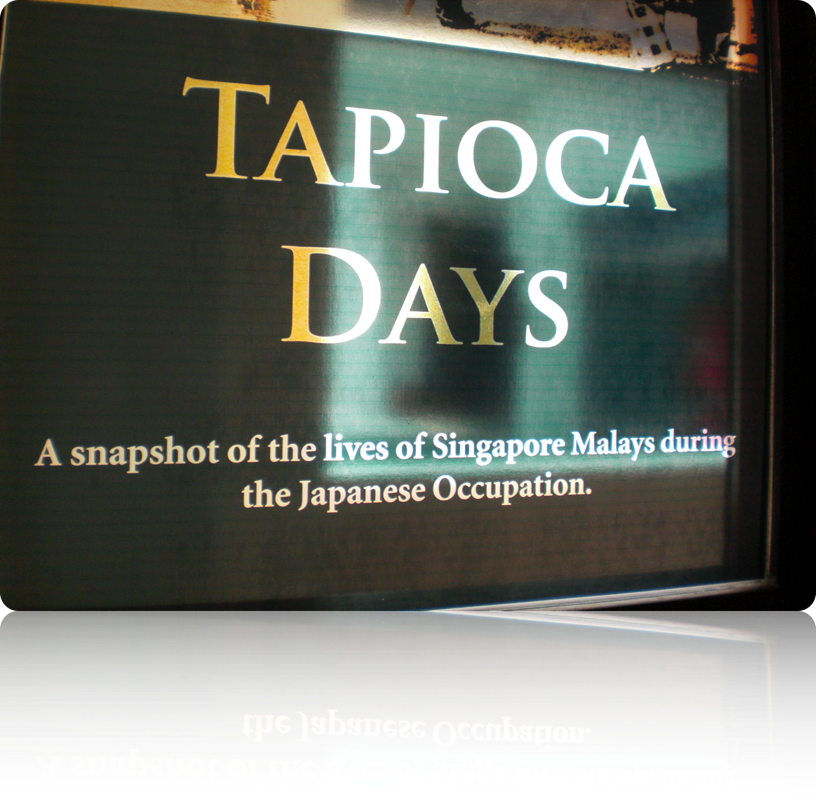 TAPIOCA
DAYS
A snapshot of the lives of Singapore Malays during
the Japanese Occupation.